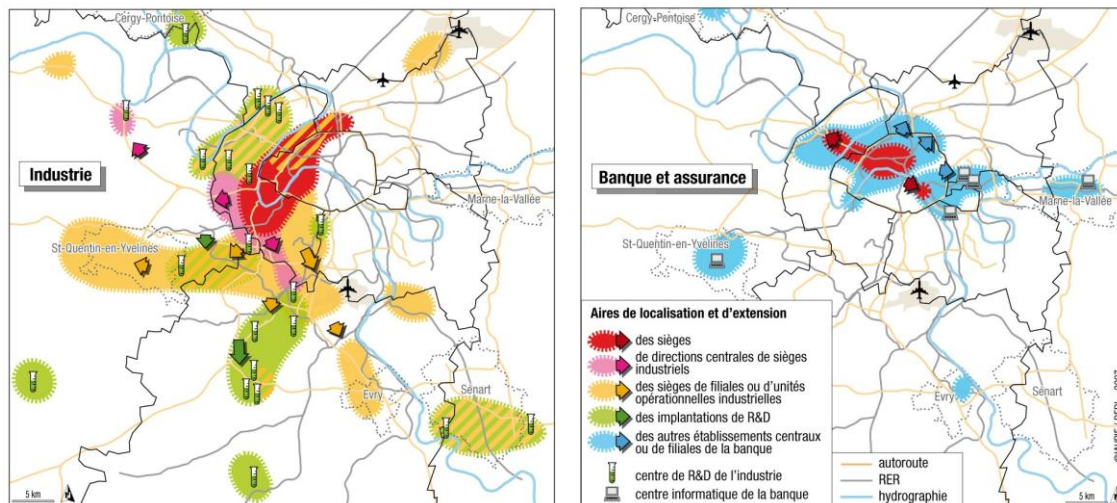 Cergy-Pontoise
Industrie
Marne-la-Vallée
St-Quentin-en-Yvelines
Evry
Sénart
5 km
Cergy-Pontoise
Banque et assurance
Marne-la-Vallée
St-Quentin-en-Yvelines
Evry
Sénart
Aires de localisation et d'extension
des sièges
de directions centrales de sièges
industriels
des sièges de filiales ou d'unités
opérationnelles industrielles
des implantations de R&D
des autres établissements centraux
ou de filiales de la banque
centre de R&D de l'industrie
centre informatique de la banque
autoroute
RER
hydrographie
5 km